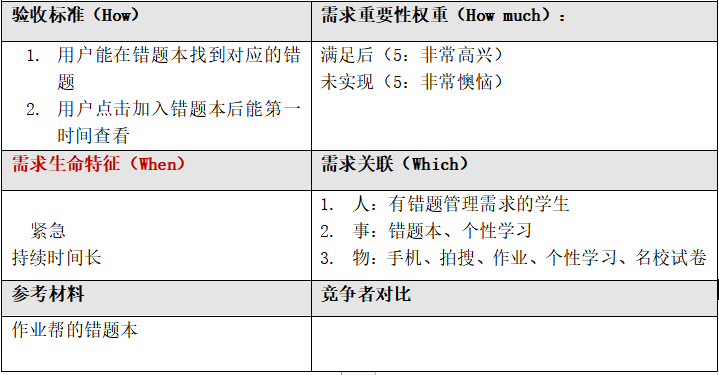 验收标准（How）
需求重要性权重（How much）：
1. 用户能在错题本找到对应的错
题
2. 用户点击加入错题本后能第一
时间查看
满足后（5：非常高兴）
未实现（5：非常懊恼）
需求生命特征（When）
需求关联（Which）
紧急
持续时间长
1. 人：有错题管理需求的学生
2. 事：错题本、个性学习
3. 物：手机、拍搜、作业、个性学习、名校试卷
参考材料
竞争者对比
作业帮的错题本